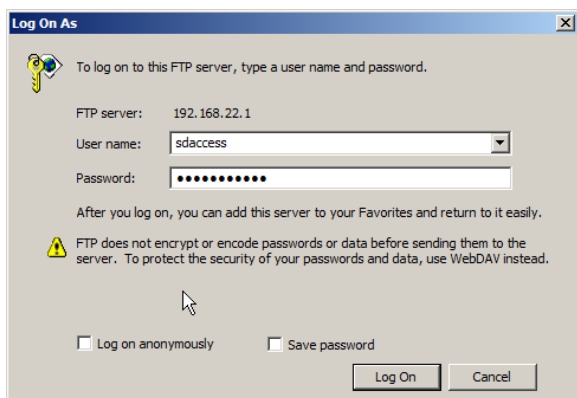 Log On As
To log on to this FTP server, type a user name and password.
FTP server: 192.168.22.1
User name: sdaccess
Password: •••••••••••
After you log on, you can add this server to your Favorites and return to it easily.
FTP does not encrypt or encode passwords or data before sending them to the
server. To protect the security of your passwords and data, use WebDAV instead.
Log on anonymously Save password
Log On Cancel